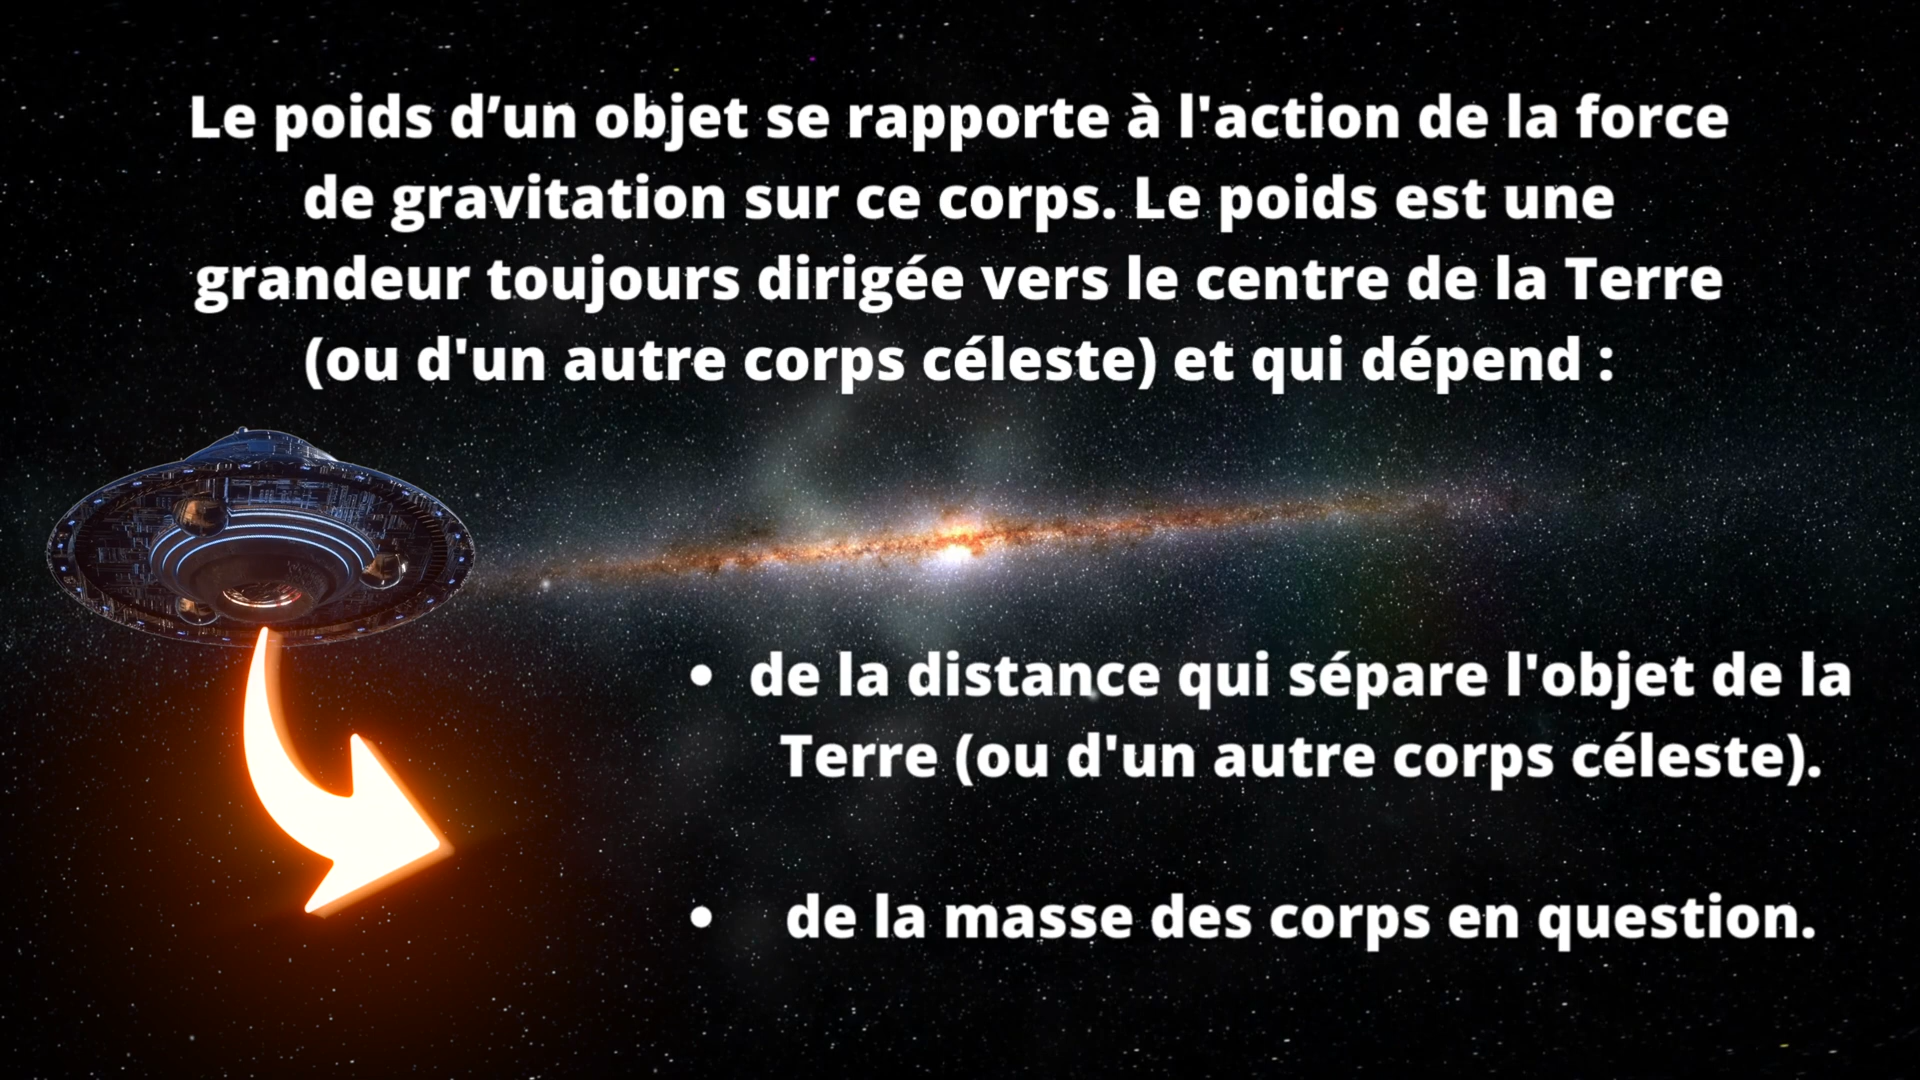 Le poids d’un objet se rapporte à l'action de la force
de gravitation sur ce corps. Le poids est une
grandeur toujours dirigée vers le centre de la Terre
(ou d'un autre corps céleste) et qui dépend :
• de la distance qui sépare l'objet de la
Terre (ou d'un autre corps céleste).
• de la masse des corps en question.